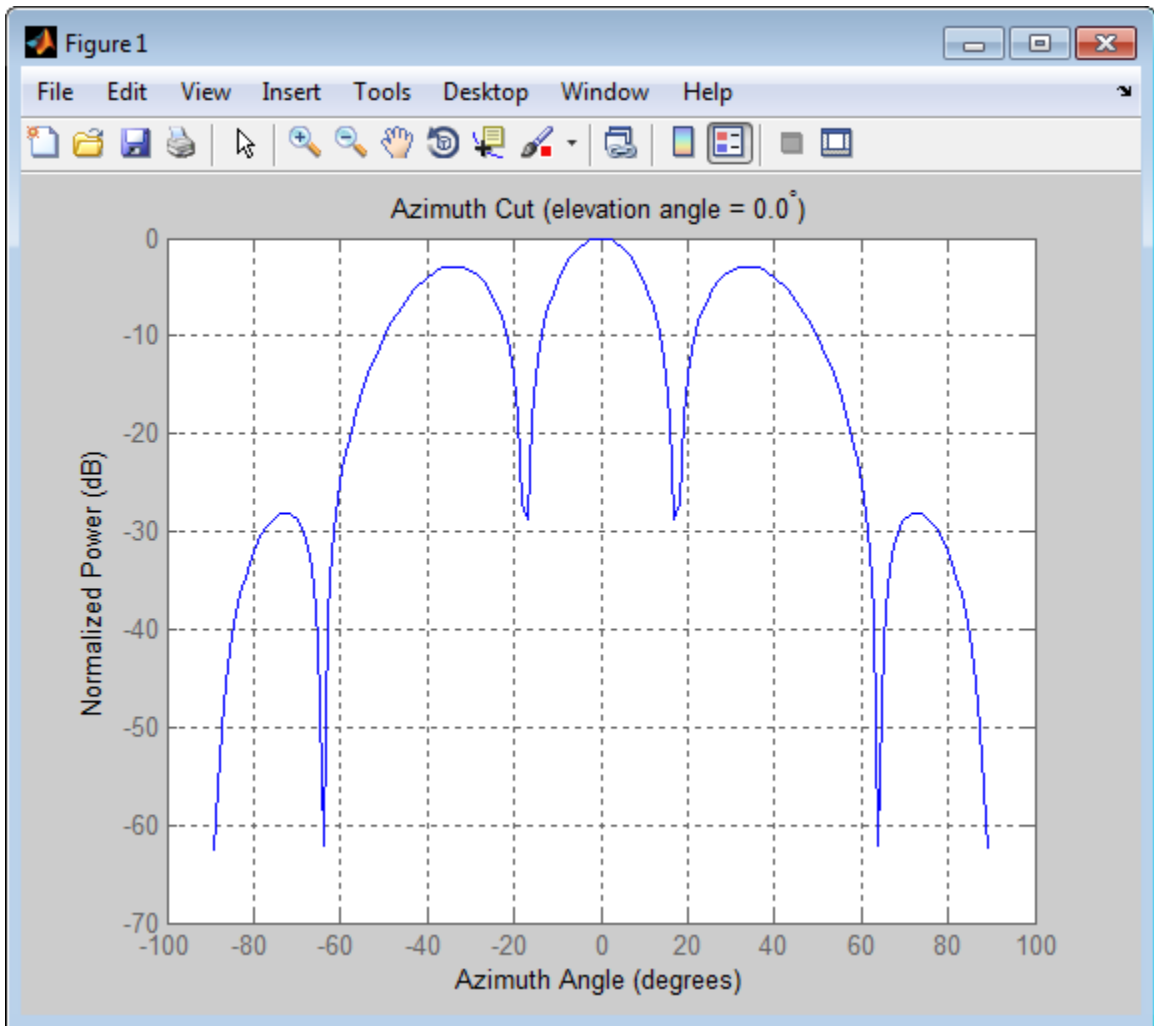 Figure 1
File Edit View Insert Tools Desktop Window Help
Azimuth Cut (elevation angle = 0.0°)
0
-10
-20
-30
-40
-50
-60
-70
Normalized Power (dB)
-100 -80 -60 -40 -20 0 20 40 60 80 100
Azimuth Angle (degrees)